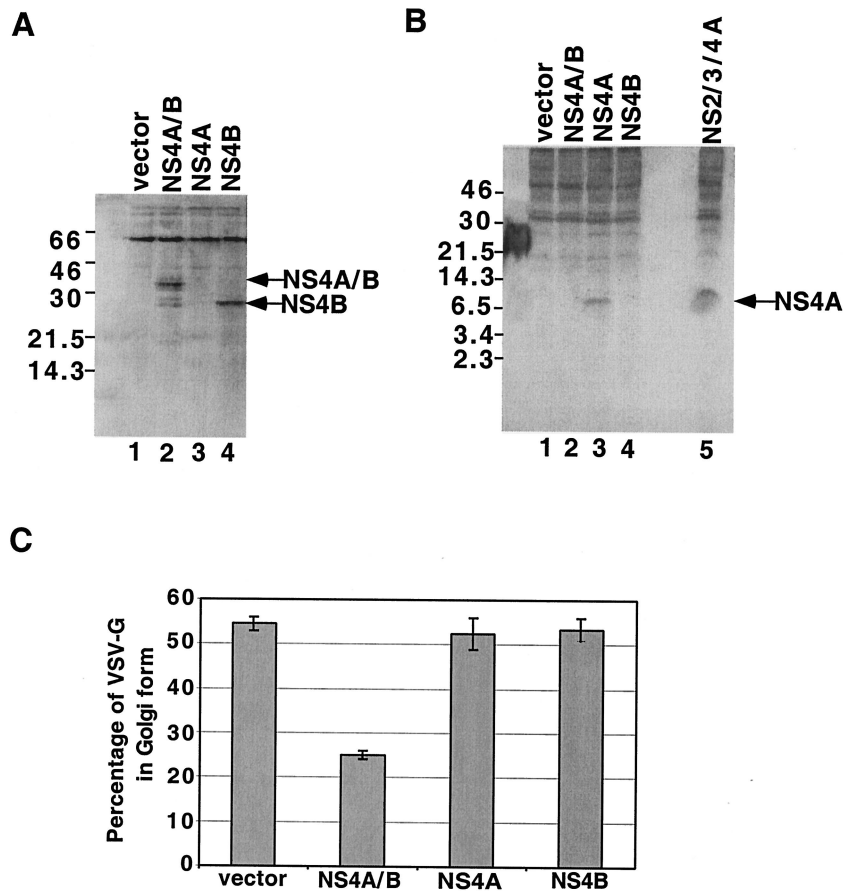 A
vector
NS4A/B
NS4A
NS4B
66
46
30
21.5
14.3
NS4A/B
NS4B
1 2 3 4
B
vector
NS4A/B
NS4A
NS4B
NS2/3/4A
46
30
21.5
14.3
6.5
3.4
2.3
NS4A
1 2 3 4 5
C
Percentage of VSV-G
in Golgi form
60
50
40
30
20
10
0
vector NS4A/B NS4A NS4B